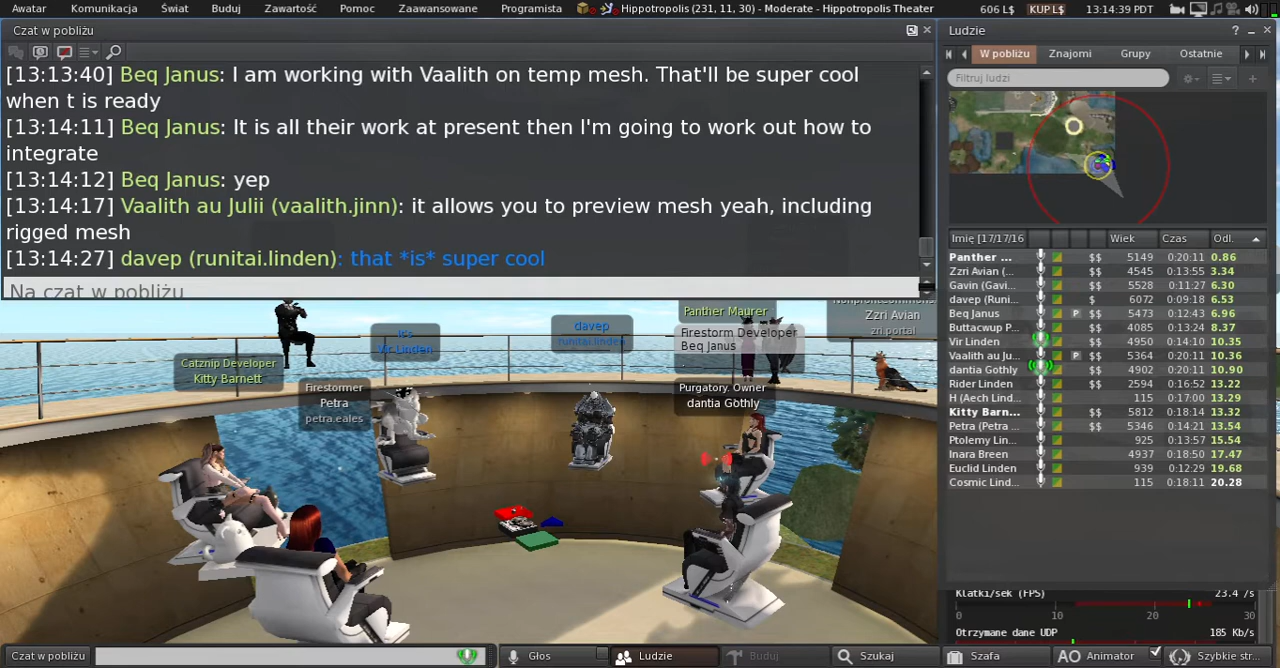 Awatar Komunikacja Świat Buduj Zawartość Pomoc Zaawansowane Programista Hippotropolis (231, 11, 30) - Moderate - Hippotropolis Theater 606 L$ KUP L$ 13:14:39 PDT
Czat w pobliżu
[13:13:40] Beq Janus: I am working with Vaalith on temp mesh. That'll be super cool
when t is ready
[13:14:11] Beq Janus: It is all their work at present then I'm going to work out how to
integrate
[13:14:12] Beq Janus: yep
[13:14:17] Vaalith au Julii (vaalith.jinn): it allows you to preview mesh yeah, including
rigged mesh
[13:14:27] davep (runitai.linden): that *is* super cool
Na czat w pobliżu
Catznip Developer
Kitty Barnett
Firestormer
Petra
petra.eales
It's
Vir Linden
davep
runitai.linden
Panther Maurer
Firestorm Developer
Beq Janus
Purgatory. Owner
dantia Gothly
Zzri Avian
zri.portal
Ludzie
? _ ×
W pobliżu Znajomi Grupy Ostatnie
Filtruj ludzi
Imię [17/17/16 Wiek Czas Odl.
Panther ... $$ 5149 0:20:11 0.86
Zzri Avian (... $$ 4545 0:13:55 3.34
Gavin (Gavi... $$ 5528 0:11:27 6.30
davep (Runi... $ 6072 0:09:18 6.53
Beq Janus P $$ 5473 0:12:43 6.96
Buttacwup P... $$ 4085 0:13:24 8.37
Vir Linden $$ 4950 0:14:10 10.35
Vaalith au Ju... P $$ 5364 0:20:11 10.36
dantia Gothly $$ 4902 0:20:11 10.90
Rider Linden $$ 2594 0:16:52 13.22
H (Aech Lind... 115 0:17:00 13.29
Kitty Barn... $$ 5812 0:18:14 13.32
Petra (Petra ... $$ 5346 0:14:21 13.54
Ptolemy Lin... 925 0:13:57 15.54
Inara Breen 4937 0:18:50 17.47
Euclid Linden 939 0:12:29 19.68
Cosmic Lind... 115 0:18:11 20.28
Klatki/sek (FPS) 23.4 /s
0 10 20 30
Otrzymane dane UDP 185 Kb/s
Czat w pobliżu Głos Ludzie Buduj Szukaj Szafa AO Animator Szybkie str...